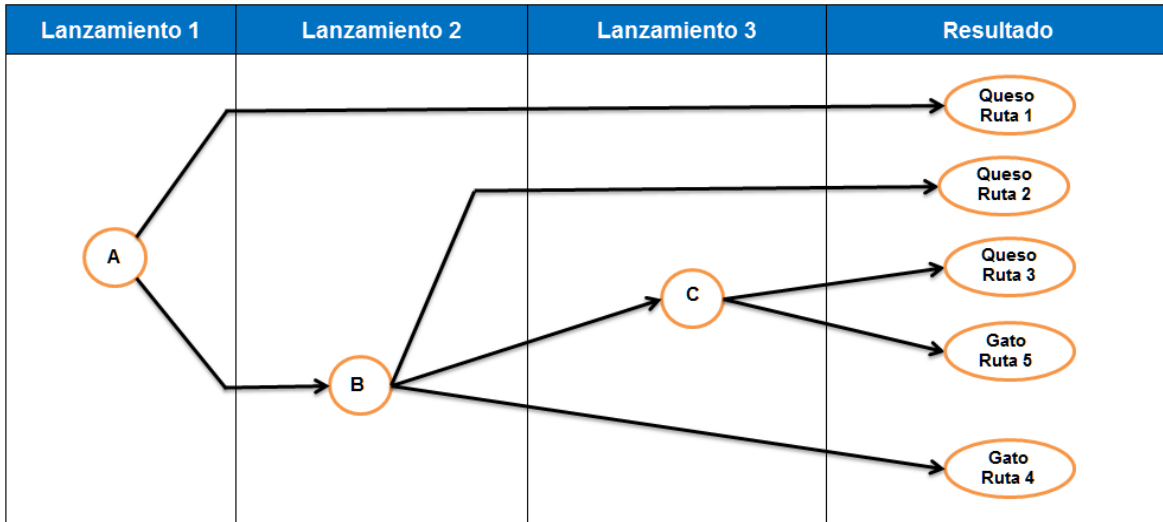 Lanzamiento 1
Lanzamiento 2
Lanzamiento 3
Resultado
Queso
Ruta 1
Queso
Ruta 2
A
Queso
Ruta 3
C
Gato
Ruta 5
B
Gato
Ruta 4